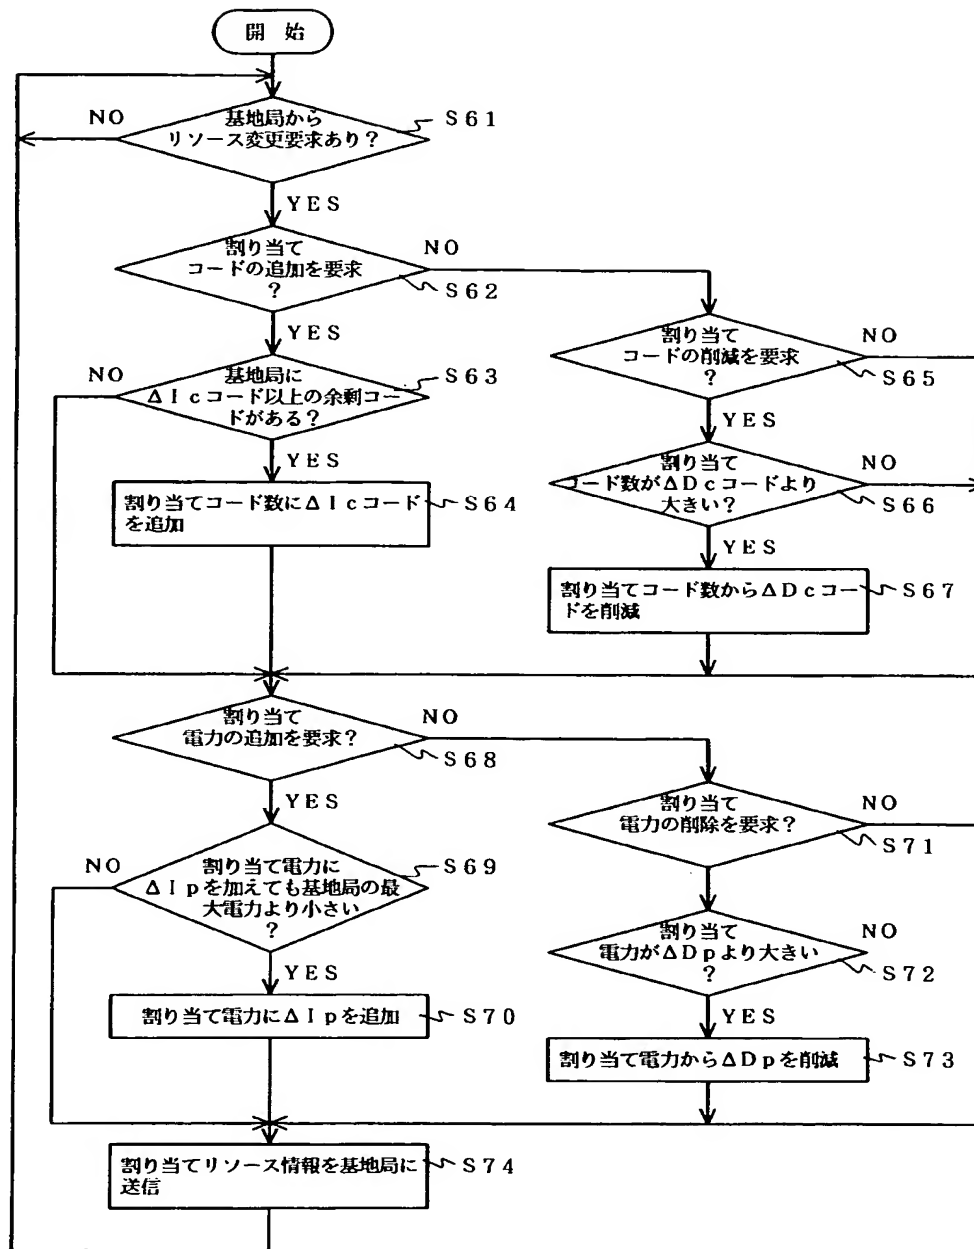 開　始
基地局から
リソース変更要求あり？
S61
NO
YES
割り当て
コードの追加を要求
？
S62
NO
YES
基地局に
ΔIcコード以上の余剰コー
ドがある？
S63
NO
YES
割り当てコード数にΔIcコード
を追加
S64
割り当て
コードの削減を要求
？
S65
NO
YES
割り当て
コード数がΔDcコードより
大きい？
S66
NO
YES
割り当てコード数からΔDcコー
ドを削減
S67
割り当て
電力の追加を要求？
S68
NO
YES
割り当て電力に
ΔIpを加えても基地局の最
大電力より小さい
？
S69
NO
YES
割り当て電力にΔIpを追加
S70
割り当て
電力の削除を要求？
S71
NO
割り当て
電力がΔDpより大きい
？
S72
NO
YES
割り当て電力からΔDpを削減
S73
割り当てリソース情報を基地局に
送信
S74